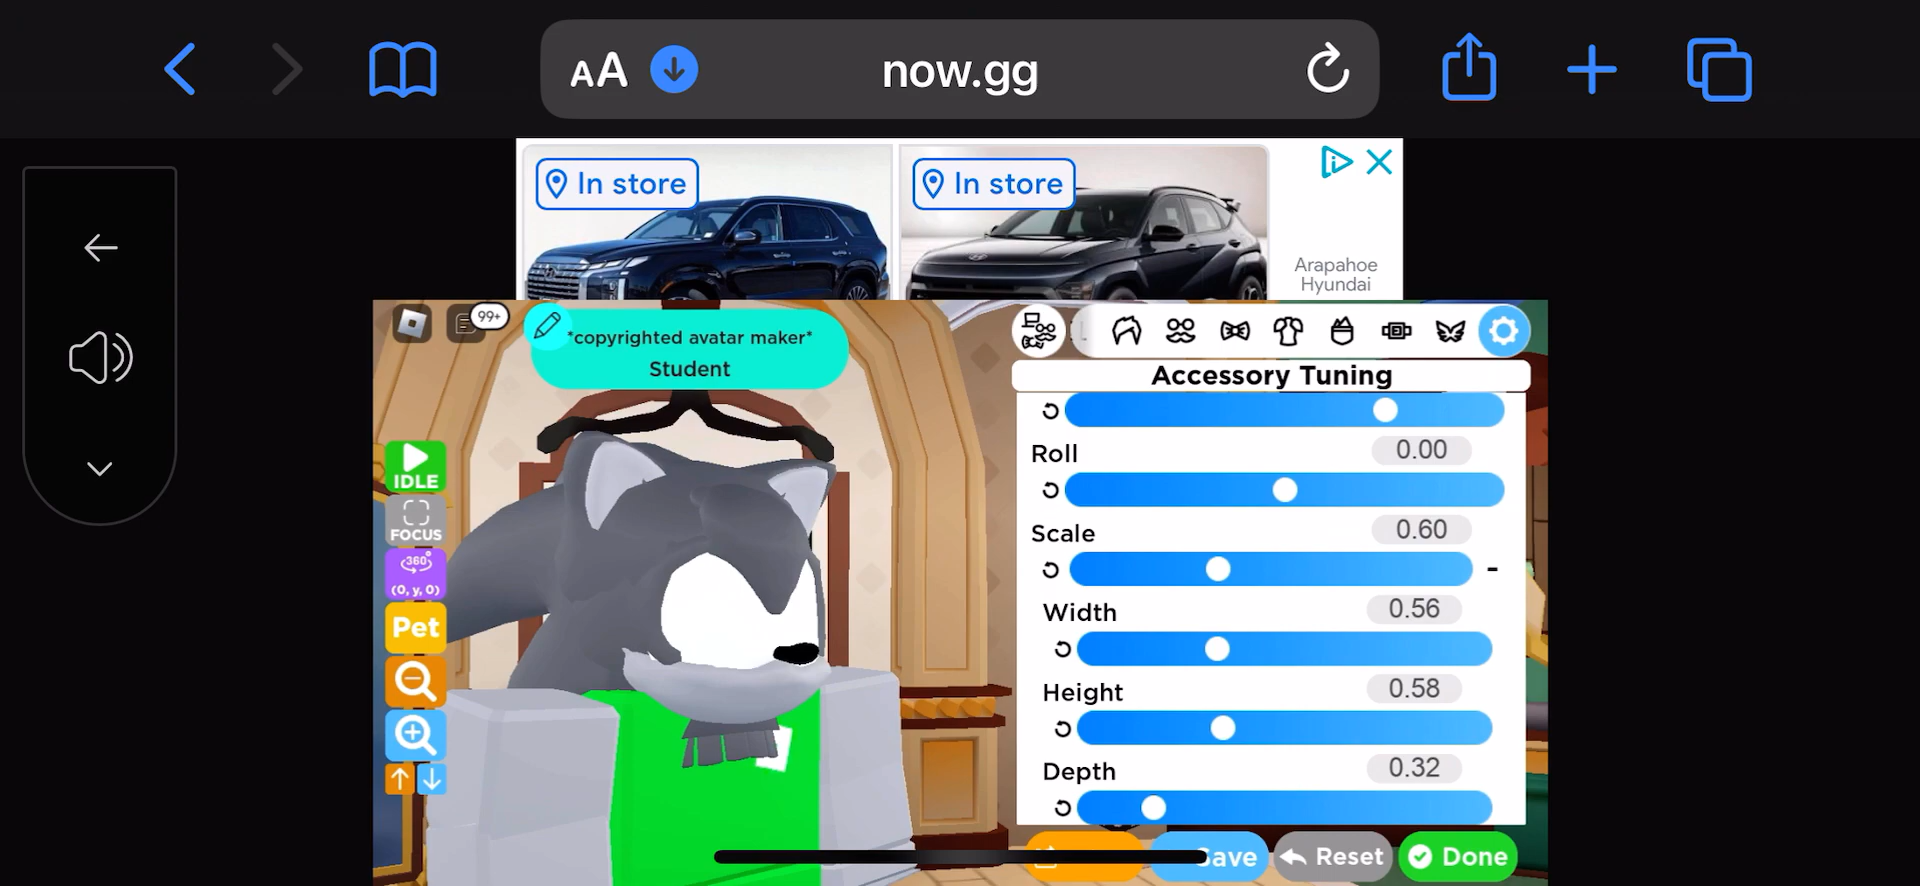 AA
now.gg
In store
In store
Arapahoe
Hyundai
99+
*copyrighted avatar maker*
Student
Accessory Tuning
Roll
0.00
IDLE
Scale
0.60
FOCUS
360°
(0, y, 0)
Width
0.56
Pet
Height
0.58
Depth
0.32
Save
Reset
Done